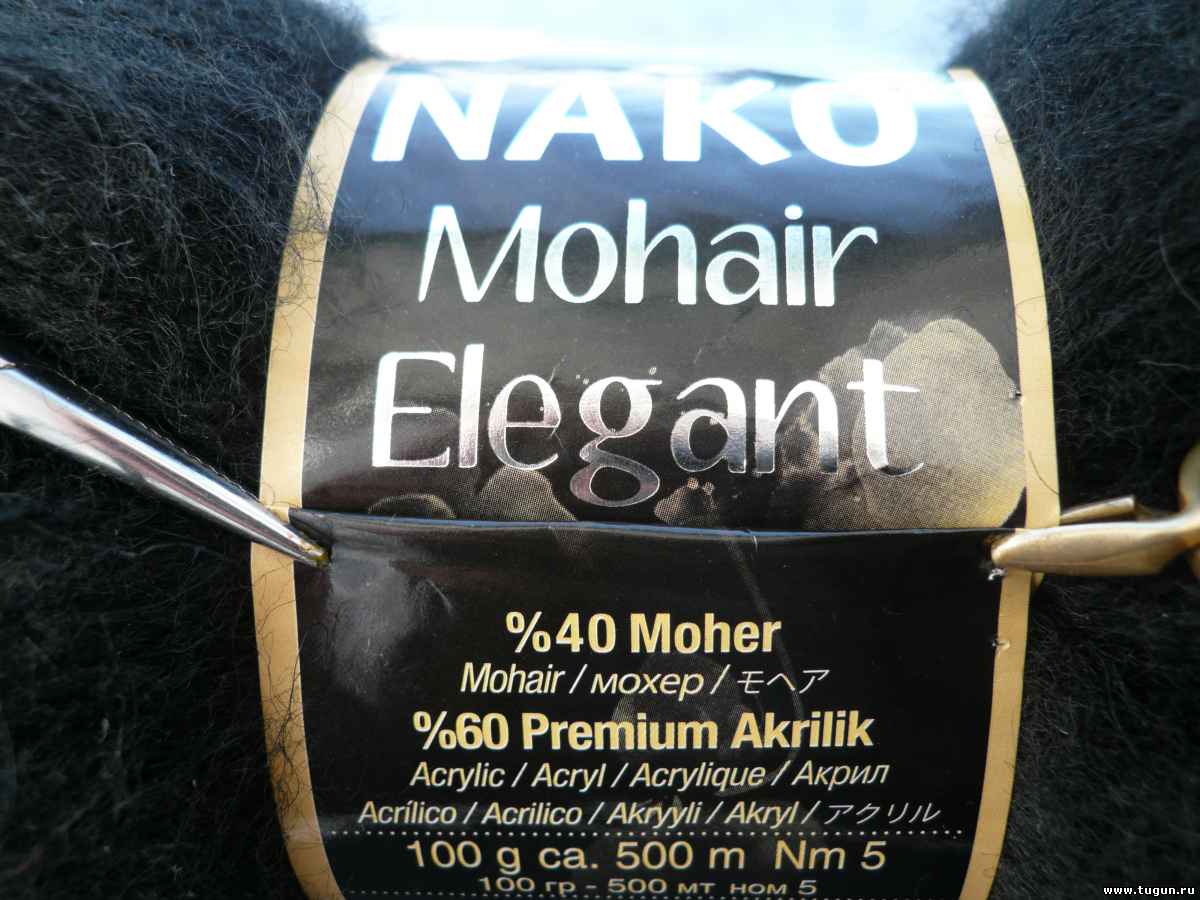 NAKO
Mohair
Elegant
%40 Moher
Mohair / мохер / モヘア
%60 Premium Akrilik
Acrylic / Acryl / Acrylique / Акрил
Acrílico / Acrilico / Akryyli / Akryl / アクリル
100 g ca. 500 m Nm 5
100 гр - 500 мт ном 5
www.tugun.ru